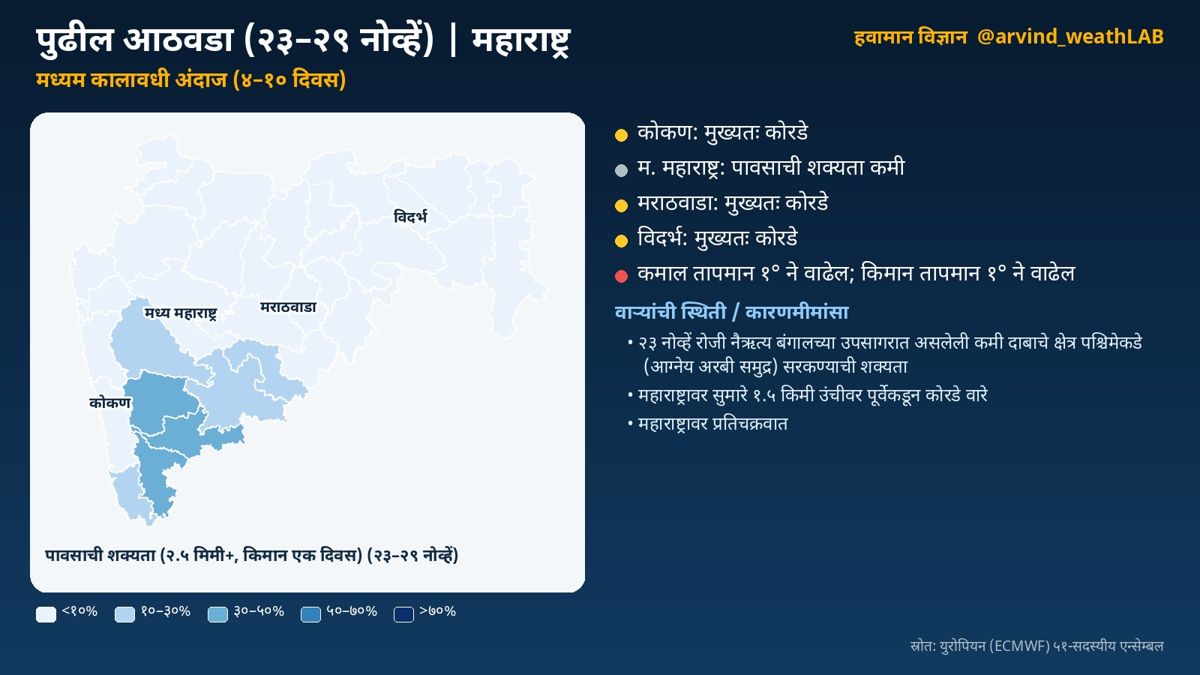 पुढील आठवडा (२३–२९ नोव्हें) | महाराष्ट्र
हवामान विज्ञान @arvind_weathLAB
मध्यम कालावधी अंदाज (४–१० दिवस)
विदर्भ
मध्य महाराष्ट्र
मराठवाडा
कोकण
पावसाची शक्यता (२.५ मिमी+, किमान एक दिवस) (२३–२९ नोव्हें)
<१०% १०–३०% ३०–५०% ५०–७०% >७०%
कोकण: मुख्यतः कोरडे
म. महाराष्ट्र: पावसाची शक्यता कमी
मराठवाडा: मुख्यतः कोरडे
विदर्भ: मुख्यतः कोरडे
कमाल तापमान १° ने वाढेल; किमान तापमान १° ने वाढेल
वाऱ्यांची स्थिती / कारणमीमांसा
• २३ नोव्हें रोजी नैऋत्य बंगालच्या उपसागरात असलेली कमी दाबाचे क्षेत्र पश्चिमेकडे
(आग्नेय अरबी समुद्र) सरकण्याची शक्यता
• महाराष्ट्रावर सुमारे १.५ किमी उंचीवर पूर्वेकडून कोरडे वारे
• महाराष्ट्रावर प्रतिचक्रवात
स्रोत: युरोपियन (ECMWF) ५१-सदस्यीय एन्सेम्बल